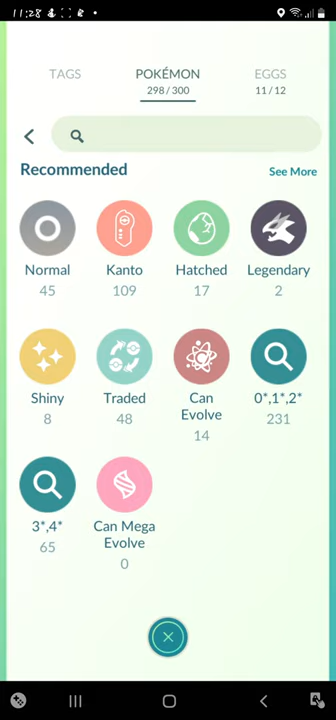 11:28
TAGS
POKÉMON
EGGS
298/300
11/12
Recommended
See More
Normal
Kanto
Hatched
Legendary
45
109
17
2
Shiny
Traded
Can
Evolve
0*,1*,2*
8
48
14
231
3*,4*
Can Mega
Evolve
65
0